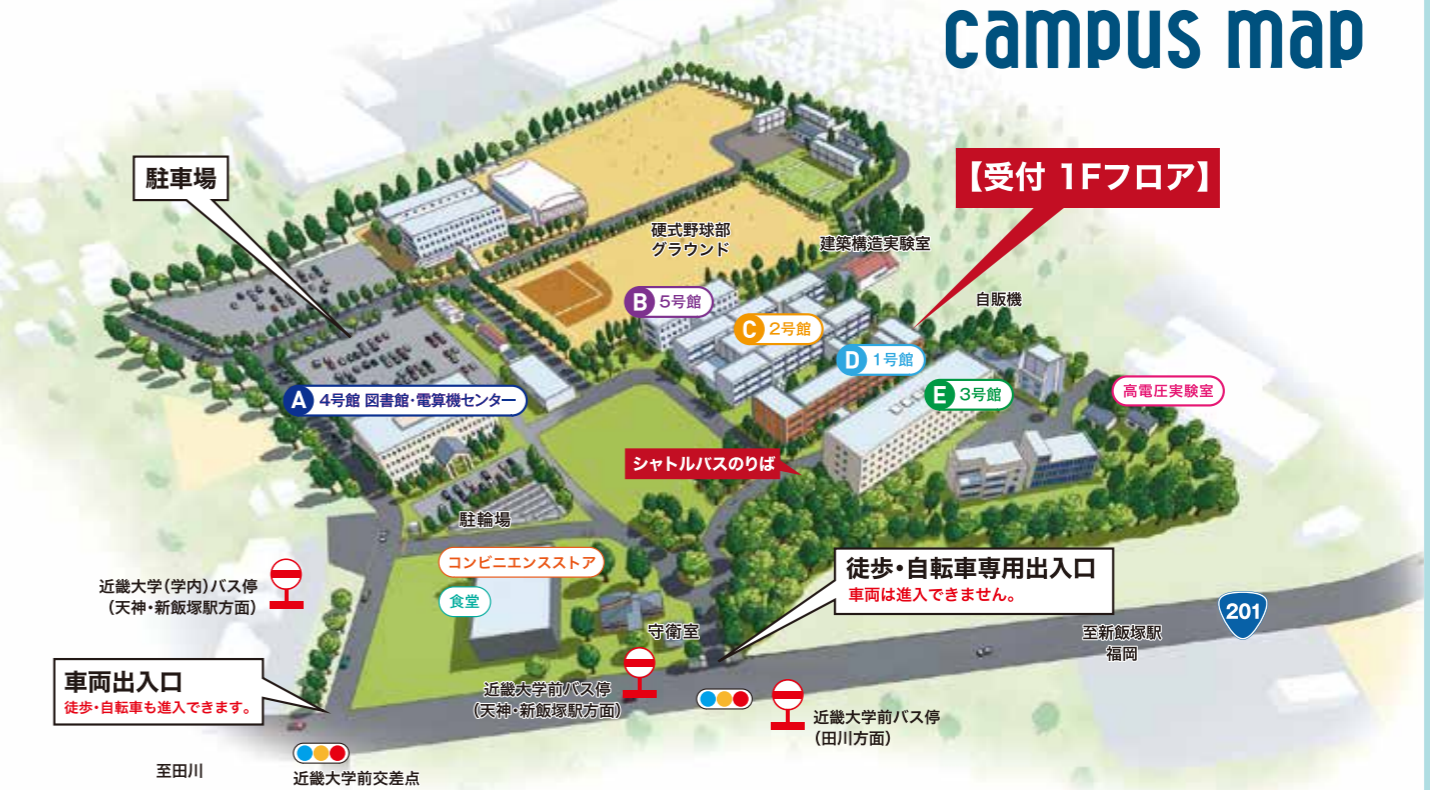 campus map
駐車場
【受付 1Fフロア】
硬式野球部
グラウンド
建築構造実験室
自販機
B 5号館
C 2号館
D 1号館
E 3号館
高電圧実験室
A 4号館 図書館・電算機センター
シャトルバスのりば
駐輪場
コンビニエンスストア
食堂
近畿大学(学内)バス停
(天神・新飯塚駅方面)
徒歩・自転車専用出入口
車両は進入できません。
201
至新飯塚駅
福岡
守衛室
車両出入口
徒歩・自転車も進入できます。
近畿大学前バス停
(天神・新飯塚駅方面)
近畿大学前バス停
(田川方面)
至田川
近畿大学前交差点